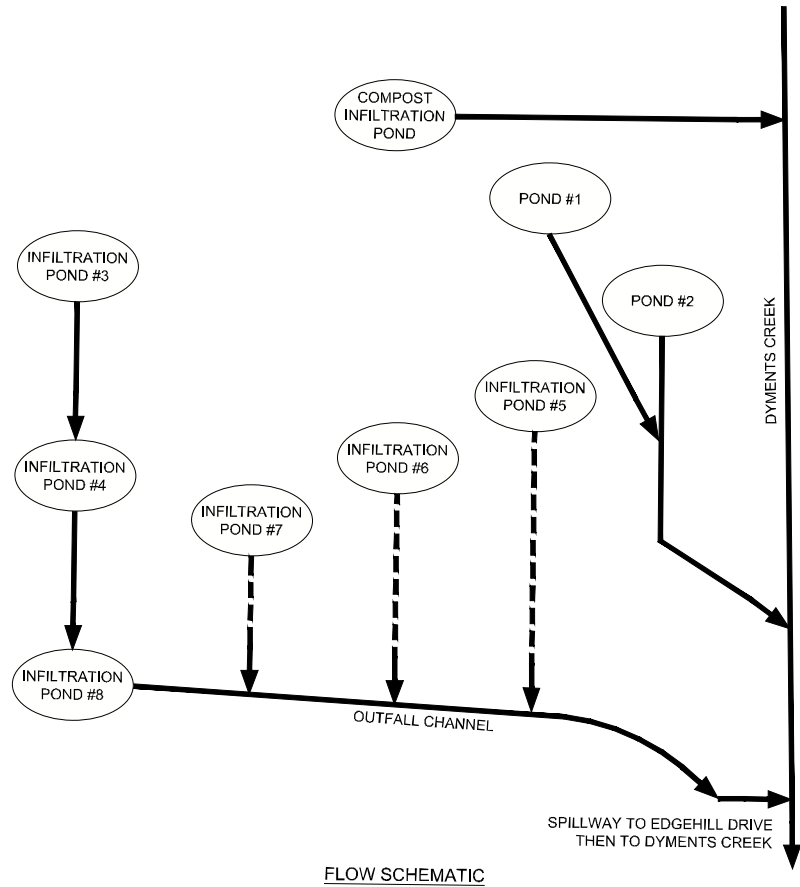 COMPOST
INFILTRATION
POND
POND #1
INFILTRATION
POND #3
POND #2
DYMENTS CREEK
INFILTRATION
POND #5
INFILTRATION
POND #6
INFILTRATION
POND #4
INFILTRATION
POND #7
INFILTRATION
POND #8
OUTFALL CHANNEL
SPILLWAY TO EDGEHILL DRIVE
THEN TO DYMENTS CREEK
FLOW SCHEMATIC